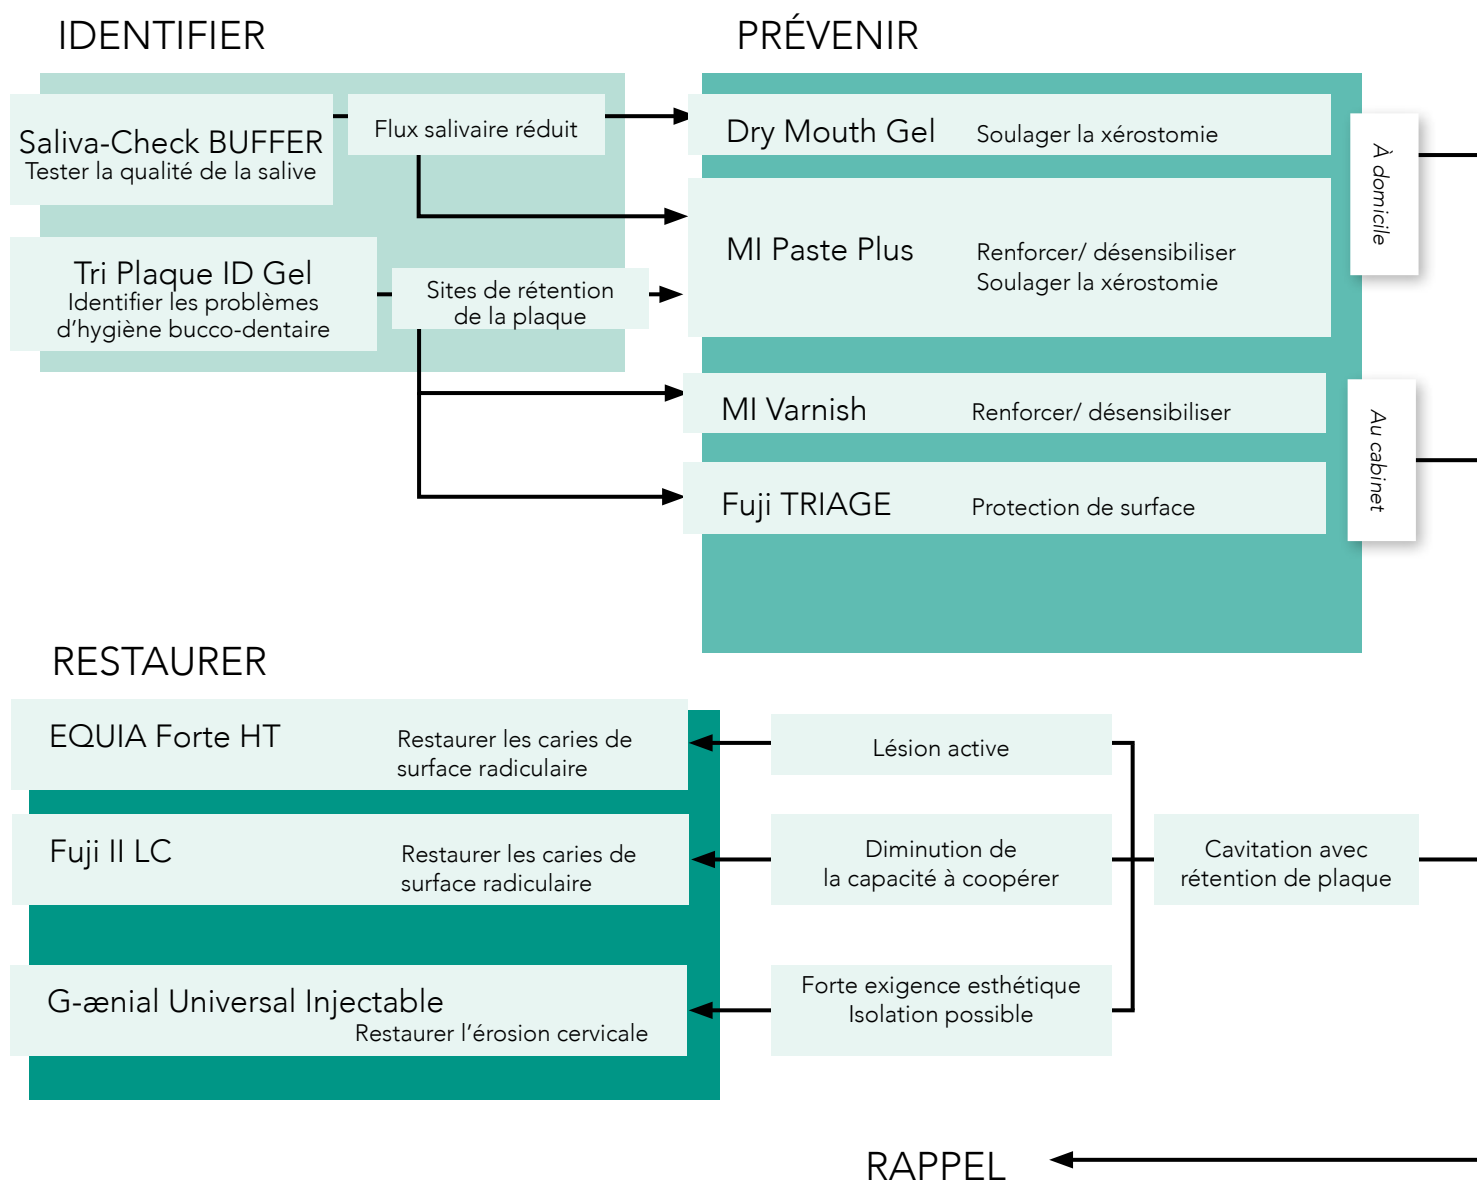 IDENTIFIER
Saliva-Check BUFFER
Tester la qualité de la salive
Flux salivaire réduit
Tri Plaque ID Gel
Identifier les problèmes
d'hygiène bucco-dentaire
Sites de rétention
de la plaque
PRÉVENIR
Dry Mouth Gel Soulager la xérostomie
MI Paste Plus Renforcer/ désensibiliser
Soulager la xérostomie
À domicile
MI Varnish Renforcer/ désensibiliser
Fuji TRIAGE Protection de surface
Au cabinet
RESTAURER
EQUIA Forte HT Restaurer les caries de
surface radiculaire
Lésion active
Fuji II LC Restaurer les caries de
surface radiculaire
Diminution de
la capacité à coopérer
Cavitation avec
rétention de plaque
G-ænial Universal Injectable
Restaurer l'érosion cervicale
Forte exigence esthétique
Isolation possible
RAPPEL